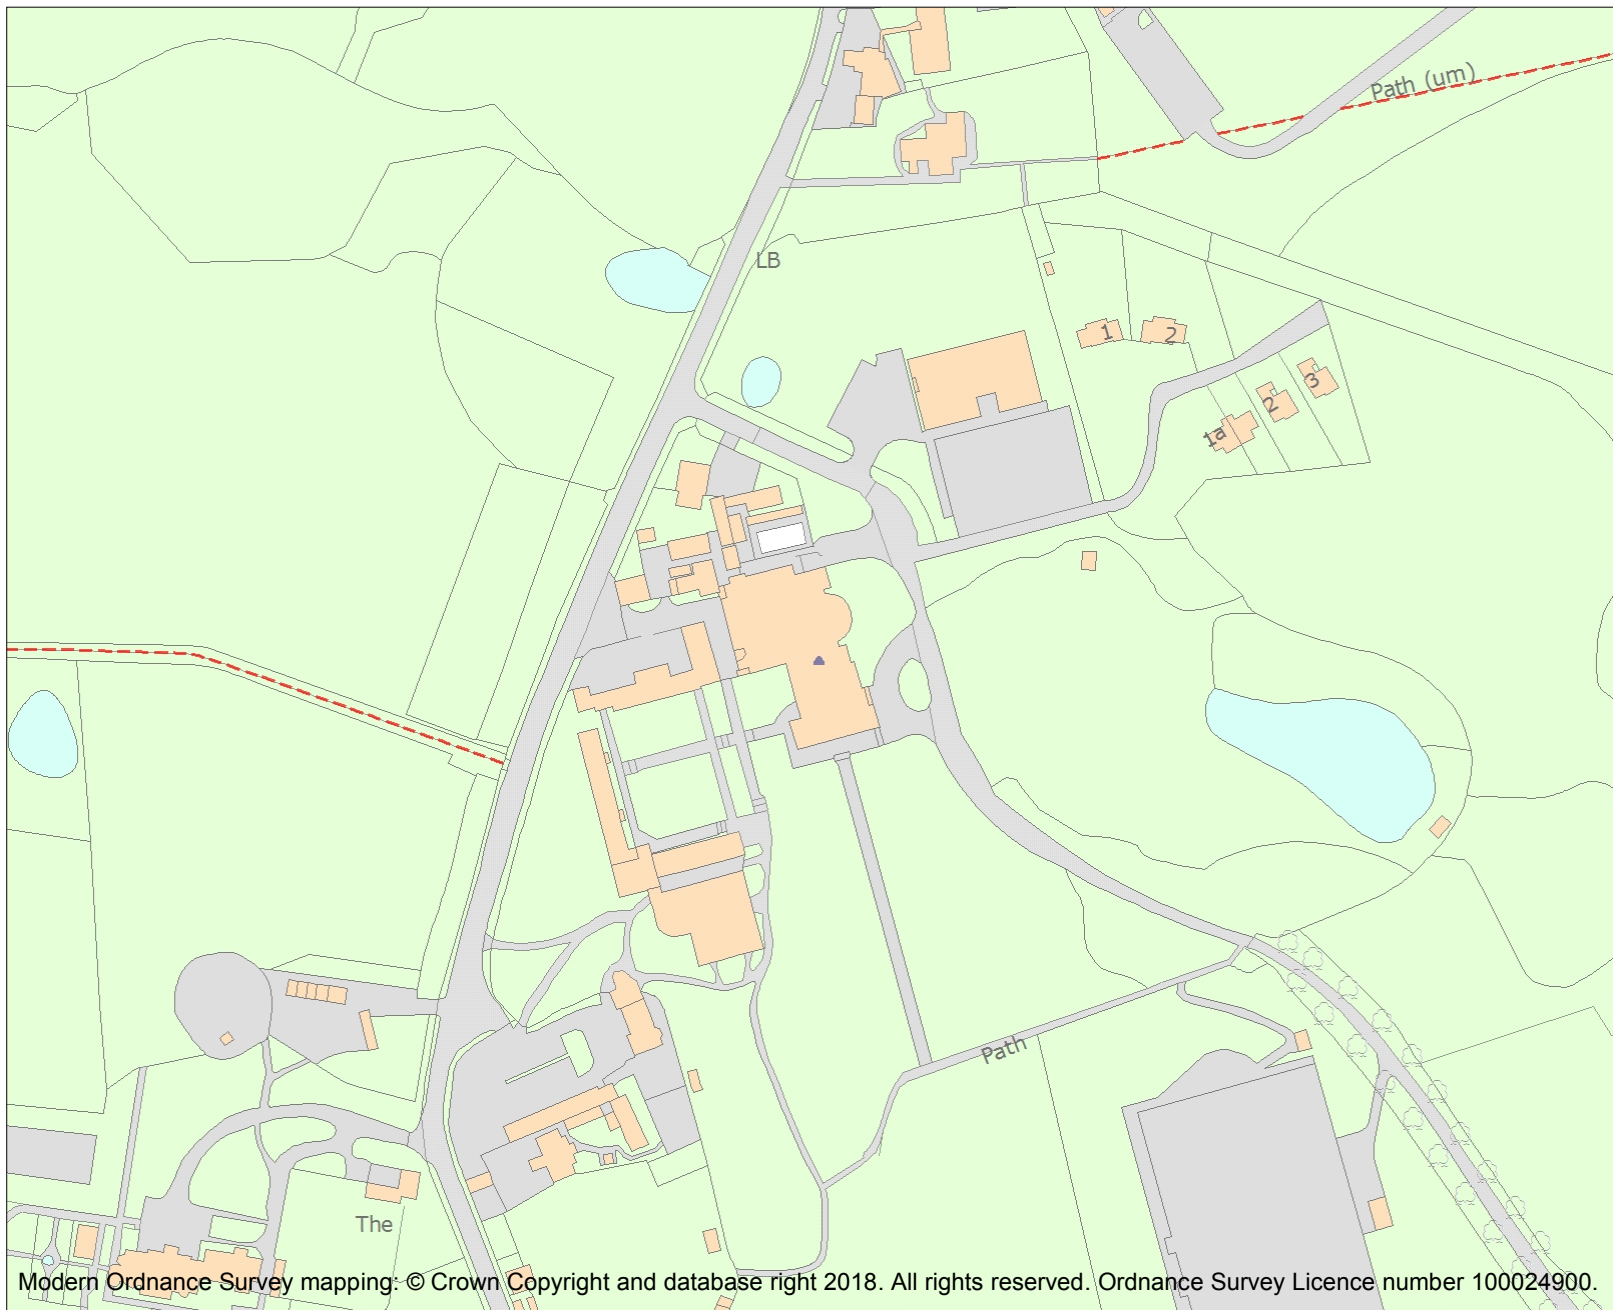 Path (um)
LB
1
2
3
2
1a
Path
The
Modern Ordnance Survey mapping: © Crown Copyright and database right 2018. All rights reserved. Ordnance Survey Licence number 100024900.